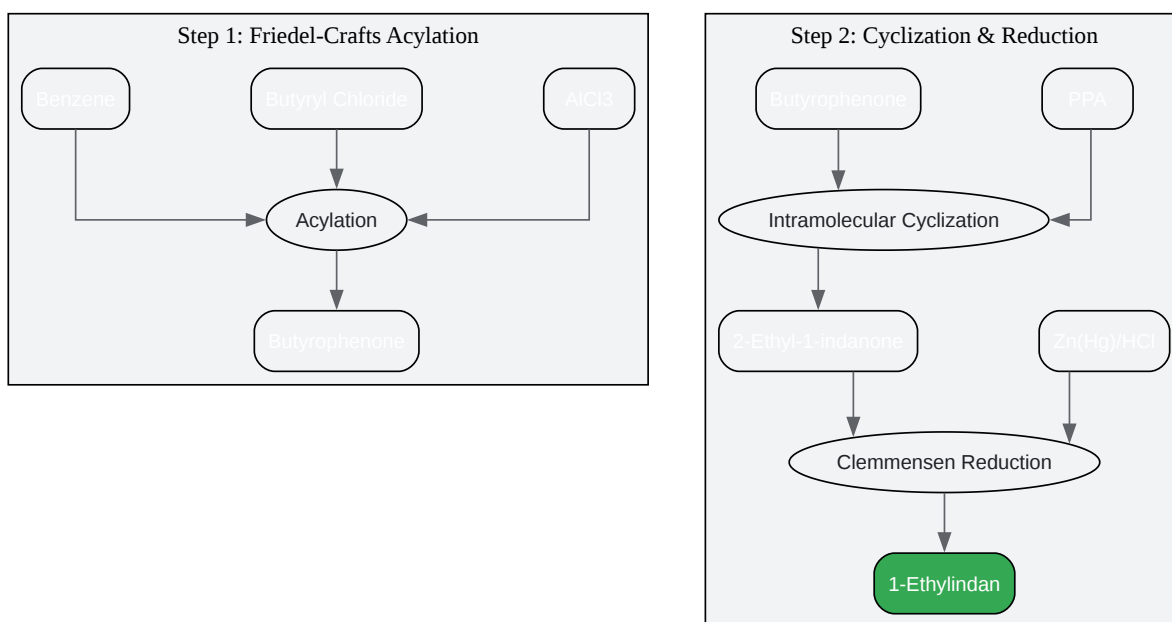 Step 1: Friedel-Crafts Acylation
Benzene
Butyryl Chloride
AlCl3
Acylation
Butyrophenone
Step 2: Cyclization & Reduction
Butyrophenone
PPA
Intramolecular Cyclization
2-Ethyl-1-indanone
Zn(Hg)/HCl
Clemmensen Reduction
1-Ethylindan